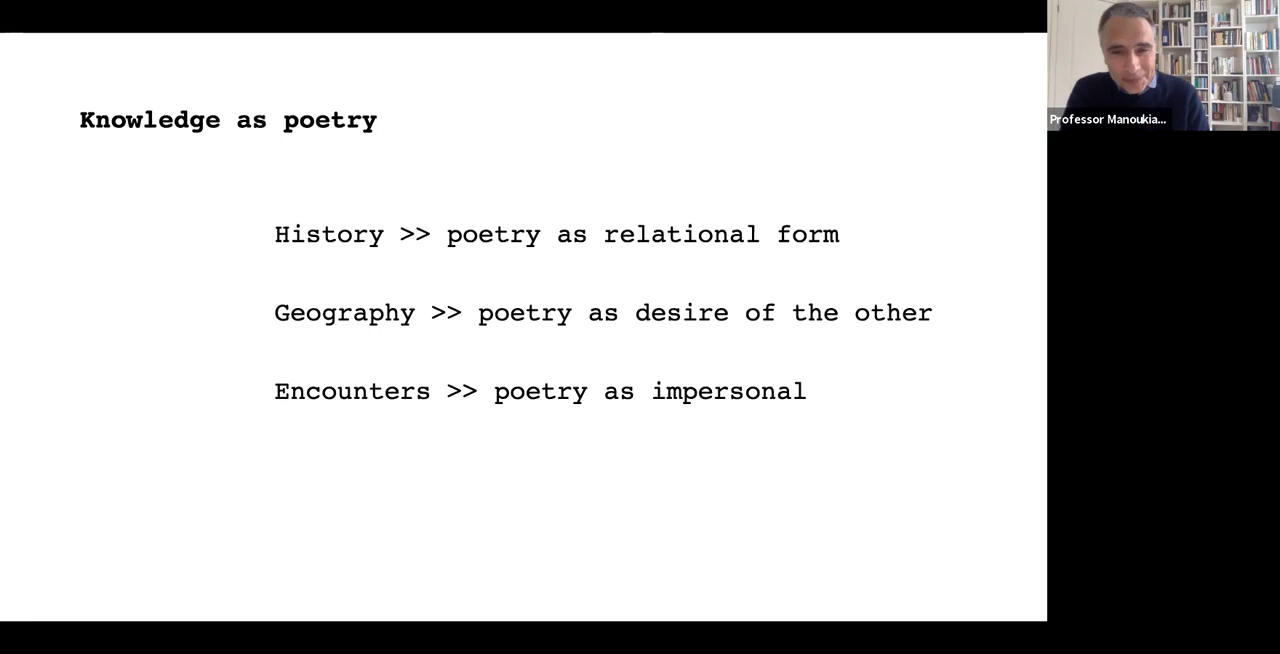 Knowledge as poetry
History >> poetry as relational form
Geography >> poetry as desire of the other
Encounters >> poetry as impersonal
Professor Manoukia...